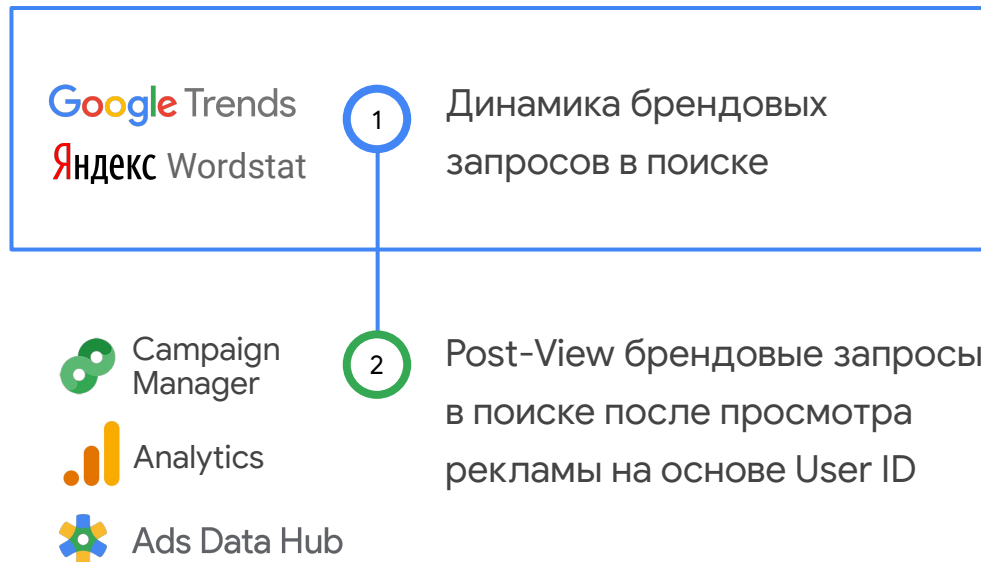 Google Trends
Яндекс Wordstat
1
Динамика брендовых
запросов в поиске
Campaign
Manager
Analytics
Ads Data Hub
2
Post-View брендовые запросы
в поиске после просмотра
рекламы на основе User ID